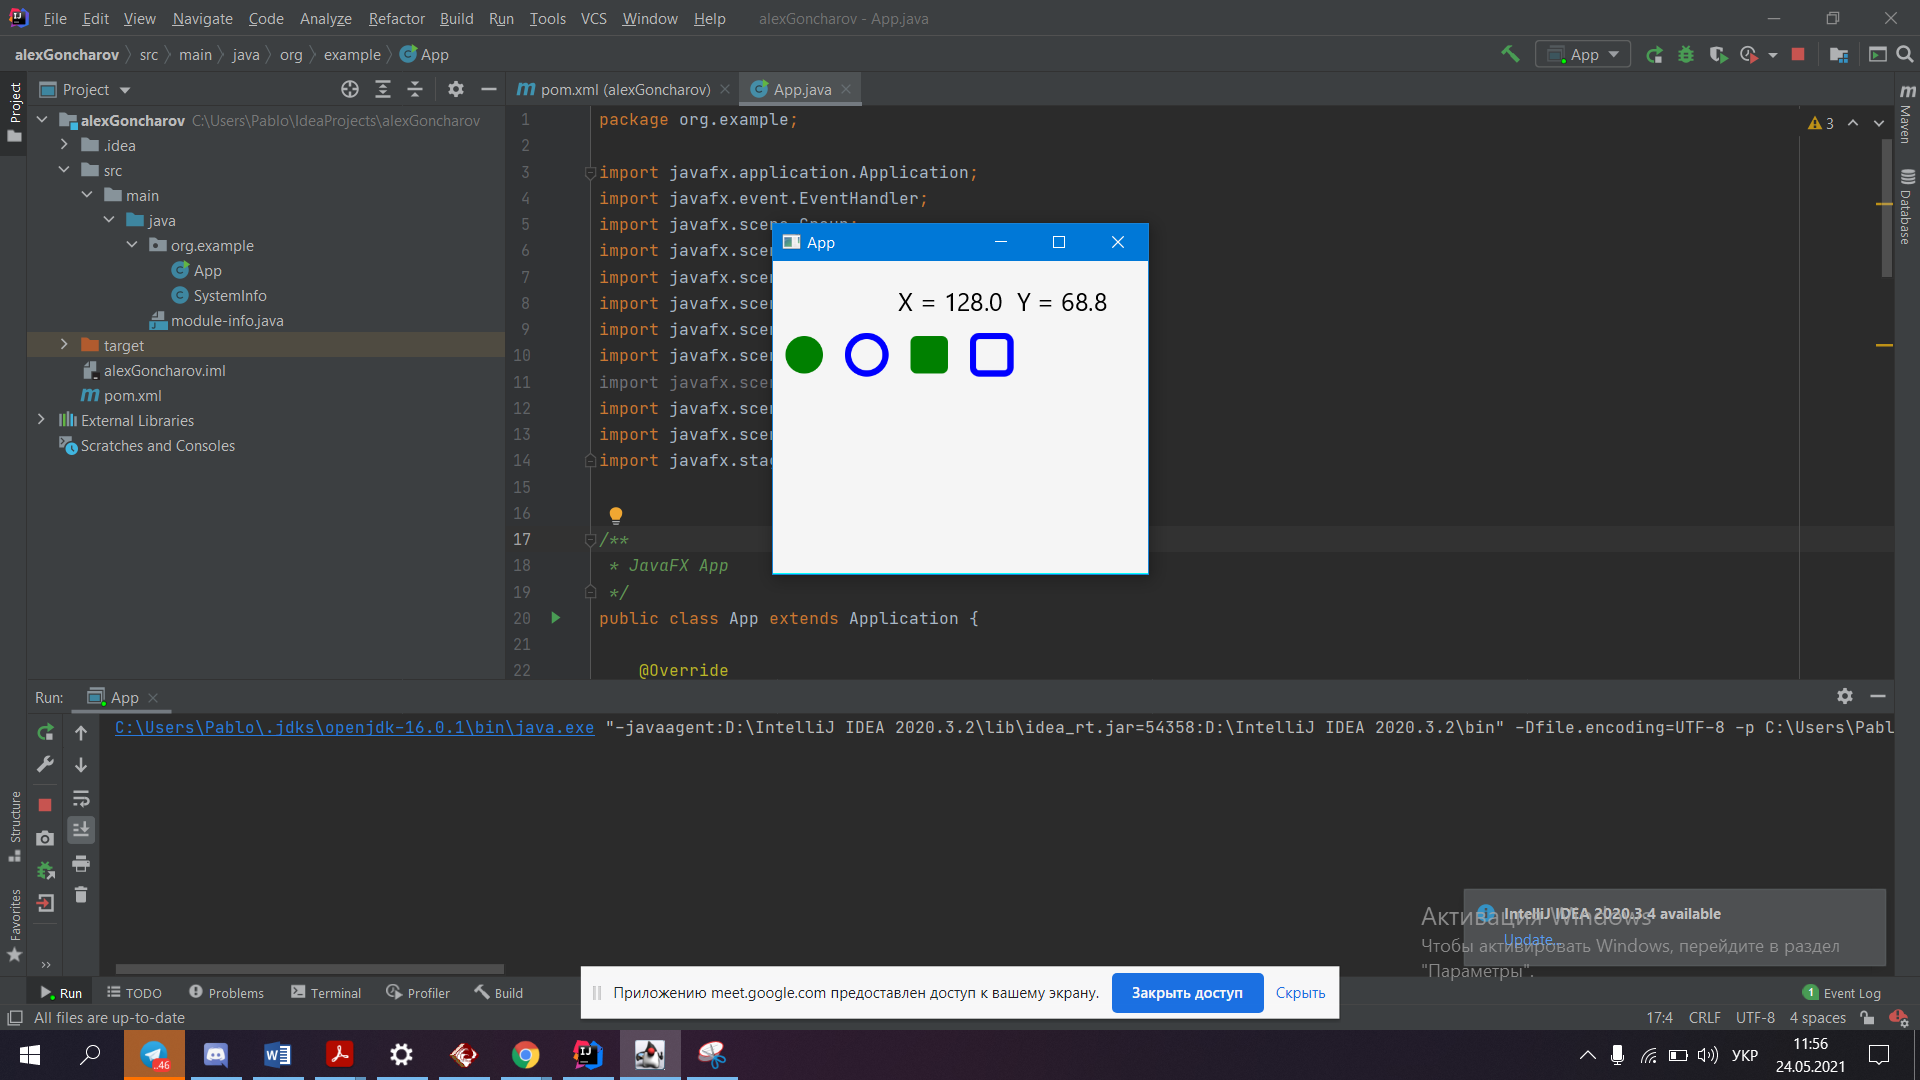 File Edit View Navigate Code Analyze Refactor Build Run Tools VCS Window Help alexGoncharov - App.java
alexGoncharov src main java org example App
App
Project
pom.xml (alexGoncharov) App.java
alexGoncharov C:\Users\Pablo\IdeaProjects\alexGoncharov
.idea
src
main
java
org.example
App
SystemInfo
module-info.java
target
alexGoncharov.iml
pom.xml
External Libraries
Scratches and Consoles
Project
Structure
Favorites
Maven
Database
3
1 package org.example;
2
3 import javafx.application.Application;
4 import javafx.event.EventHandler;
5 import javafx.scene.Group;
6 import javafx.scen
7 import javafx.scen
8 import javafx.scen
9 import javafx.scen
10 import javafx.scen
11 import javafx.scen
12 import javafx.scen
13 import javafx.scen
14 import javafx.sta
15
16
17 /**
18 * JavaFX App
19 */
20 public class App extends Application {
21
22 @Override
App
X = 128.0 Y = 68.8
Run: App
C:\Users\Pablo\.jdks\openjdk-16.0.1\bin\java.exe "-javaagent:D:\IntelliJ IDEA 2020.3.2\lib\idea_rt.jar=54358:D:\IntelliJ IDEA 2020.3.2\bin" -Dfile.encoding=UTF-8 -p C:\Users\Pabl
IntelliJ IDEA 2020.3.4 available
Update...
Активация Windows
Чтобы активировать Windows, перейдите в раздел
"Параметры".
Run TODO Problems Terminal Profiler Build
Приложению meet.google.com предоставлен доступ к вашему экрану. Закрыть доступ Скрыть
1 Event Log
All files are up-to-date
17:4 CRLF UTF-8 4 spaces
..46
УКР
11:56
24.05.2021